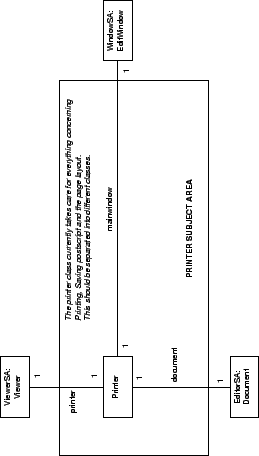 WindowSA:
EditWindow
1
The printer class currently takes care for everything concerning
Printing, Saving postscript and the page layout.
This should be separated into different classes.
mainwindow
PRINTER SUBJECT AREA
1
ViewerSA:
Viewer
1
printer
1
Printer
1
document
1
EditorSA:
Document